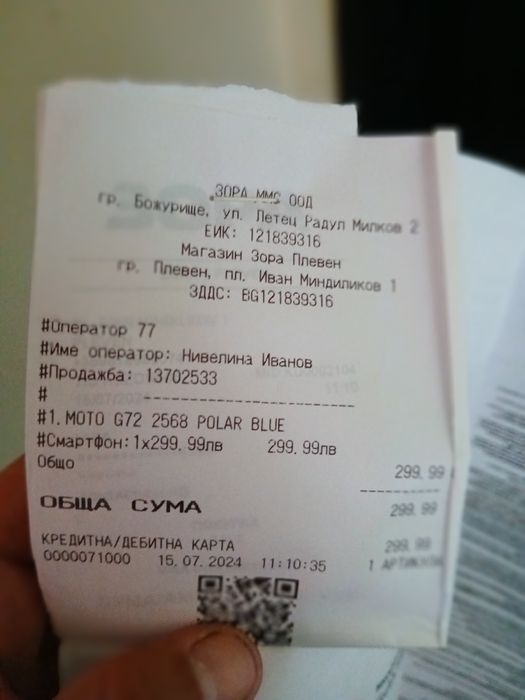 ЗОРА ММС ООД
гр. Божурище, ул. Летец Радул Милков 2
ЕИК: 121839316
Магазин Зора Плевен
гр. Плевен, пл. Иван Миндиликов 1
ЗДДС: BG121839316
#Оператор 77
#Име оператор: Нивелина Иванов
#Продажба: 13702533
# --------------------------
#1. MOTO G72 2568 POLAR BLUE
#Смартфон: 1x299.99лв 299.99лв
Общо 299.99
----------
ОБЩА СУМА 299.99
КРЕДИТНА/ДЕБИТНА КАРТА 299.99
0000071000 15.07.2024 11:10:35 1 АРТИКУЛ